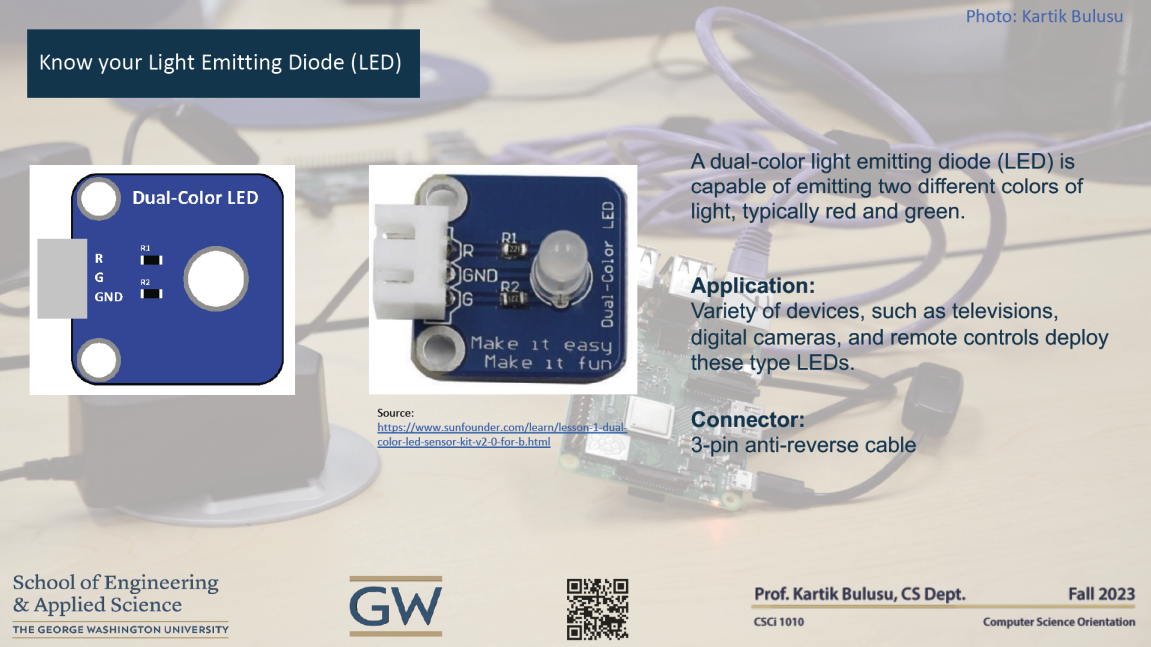 Photo: Kartik Bulusu
Know your Light Emitting Diode (LED)
Dual-Color LED
R1
R
G
R2
GND
R1
R
GND
R2
G
Dual-Color LED
Make it easy
Make it fun
Source:
https://www.sunfounder.com/learn/lesson-1-dual-
color-led-sensor-kit-v2-0-for-b.html
A dual-color light emitting diode (LED) is
capable of emitting two different colors of
light, typically red and green.
Application:
Variety of devices, such as televisions,
digital cameras, and remote controls deploy
these type LEDs.
Connector:
3-pin anti-reverse cable
School of Engineering
& Applied Science
THE GEORGE WASHINGTON UNIVERSITY
GW
Prof. Kartik Bulusu, CS Dept.
Fall 2023
CSCi 1010
Computer Science Orientation